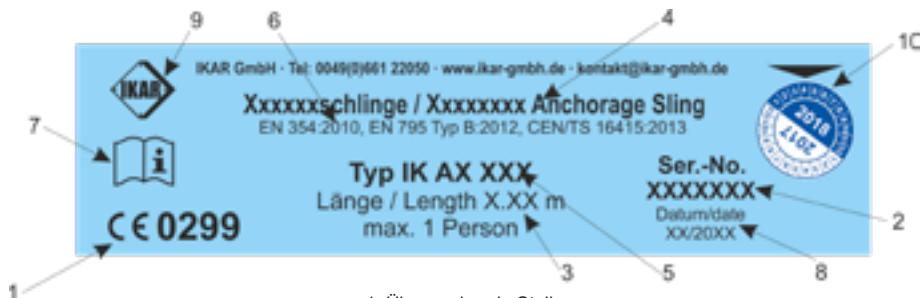 9
6
4
10
IKAR
IKAR GmbH · Tel: 0049(0)661 22050 · www.ikar-gmbh.de · kontakt@ikar-gmbh.de
Xxxxxxschlinge / Xxxxxxxx Anchorage Sling
EN 354:2010, EN 795 Typ B:2012, CEN/TS 16415:2013
2018
2017
7
i
Typ IK AX XXX
Länge / Length X.XX m
max. 1 Person
Ser.-No.
XXXXXXX
Datum/date
XX/20XX
CE 0299
1
3
5
8
2